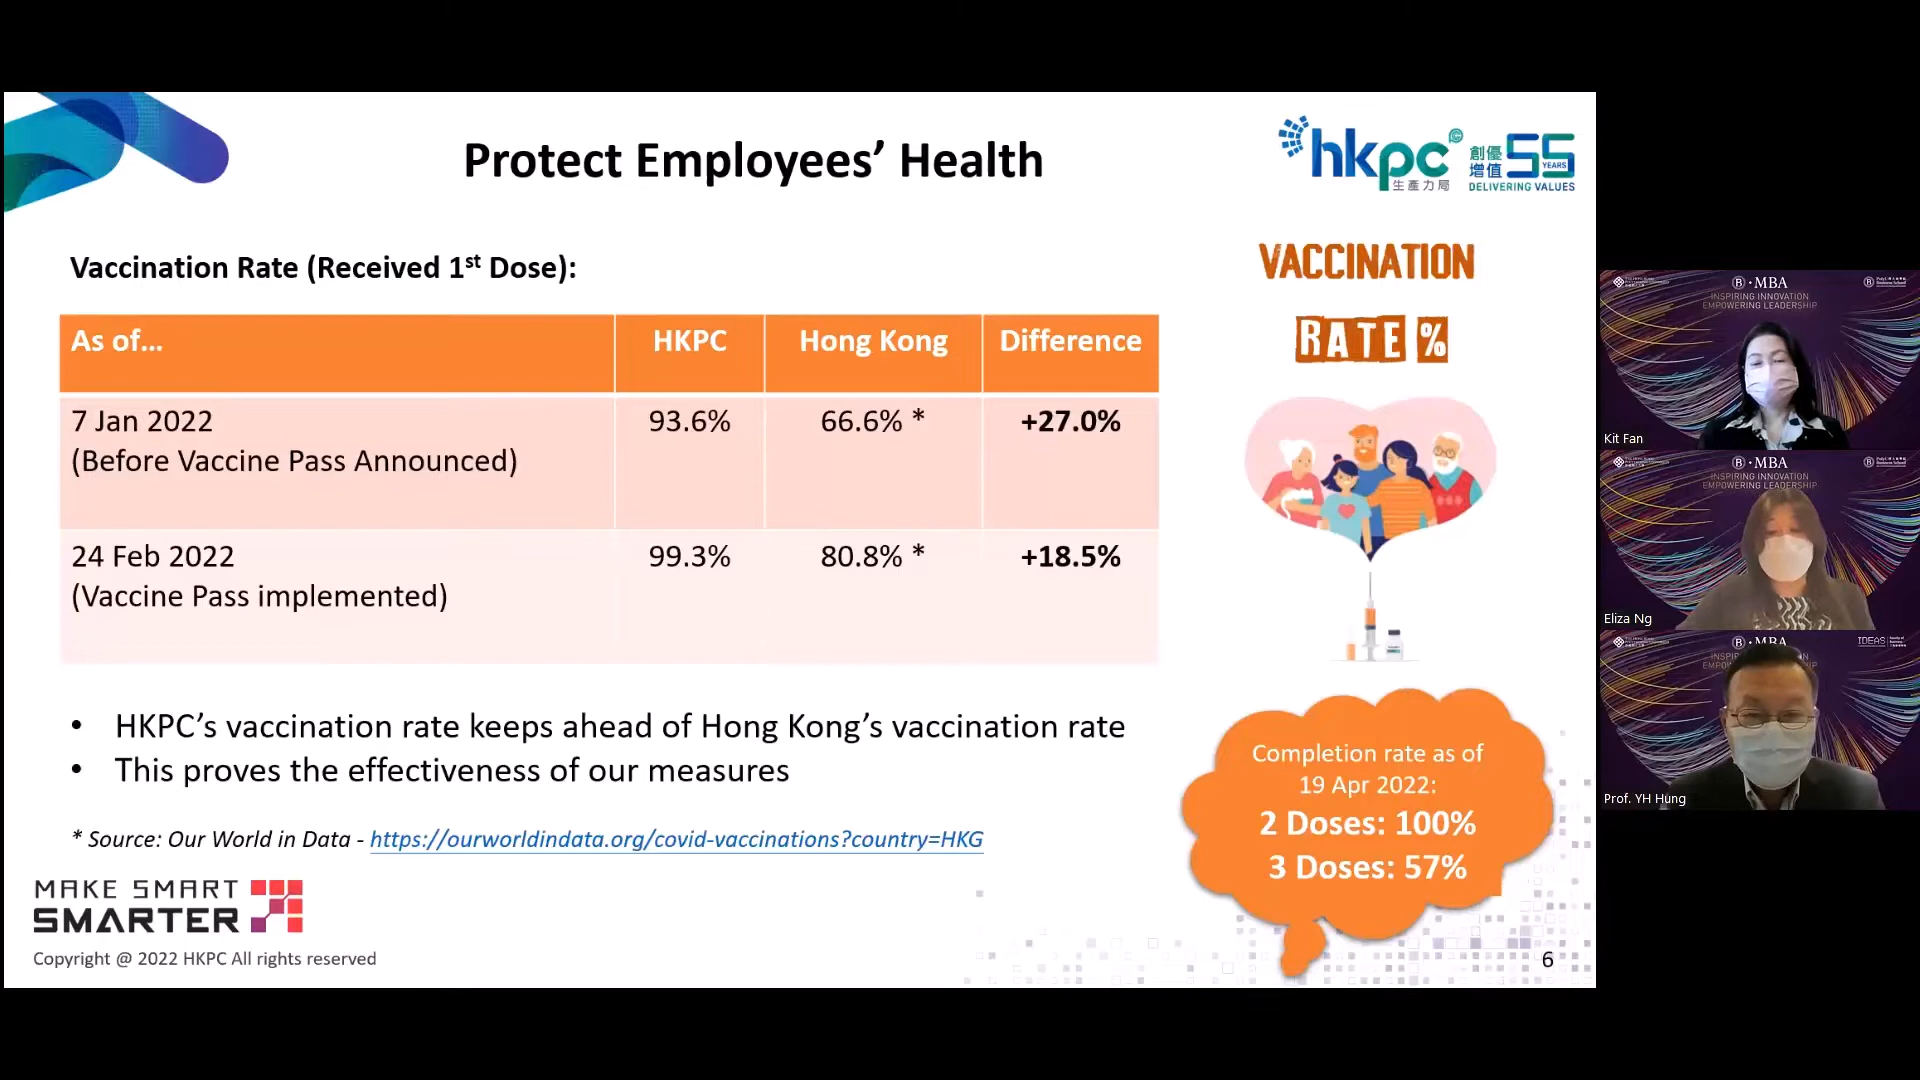 Protect Employees’ Health
hkpc
生產力局
創優
增值
55
YEARS
DELIVERING VALUES
Vaccination Rate (Received 1st Dose):
As of...
HKPC
Hong Kong
Difference
7 Jan 2022
(Before Vaccine Pass Announced)
93.6%
66.6% *
+27.0%
24 Feb 2022
(Vaccine Pass implemented)
99.3%
80.8% *
+18.5%
VACCINATION
RATE %
HKPC’s vaccination rate keeps ahead of Hong Kong’s vaccination rate
This proves the effectiveness of our measures
* Source: Our World in Data - https://ourworldindata.org/covid-vaccinations?country=HKG
Completion rate as of
19 Apr 2022:
2 Doses: 100%
3 Doses: 57%
MAKE SMART
SMARTER
Copyright @ 2022 HKPC All rights reserved
6
MBA
INSPIRING INNOVATION
EMPOWERING LEADERSHIP
Kit Fan
MBA
INSPIRING INNOVATION
EMPOWERING LEADERSHIP
Eliza Ng
MBA
IDEAS
Prof. YH Hung